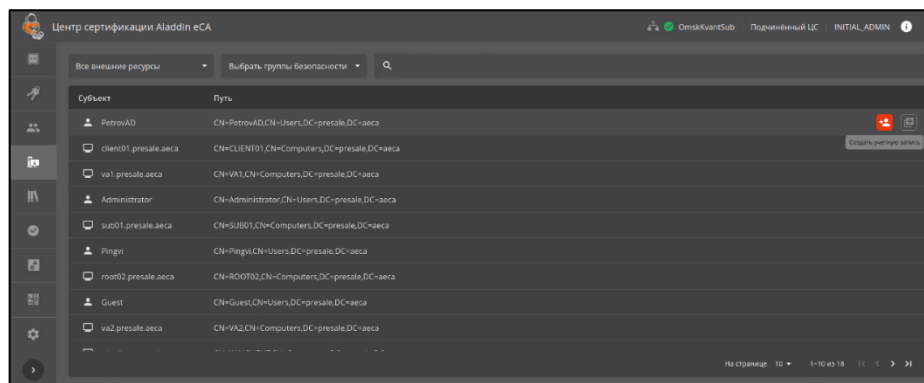 Центр сертификации Aladdin eCA
OmskKvantSub Подчинённый ЦС INITIAL_ADMIN
Все внешние ресурсы Выбрать группы безопасности
Субъект Путь
PetrovAD CN=PetrovAD,CN=Users,DC=presale,DC=aeca
Создать учетную запись
client01.presale.aeca CN=CLIENT01,CN=Computers,DC=presale,DC=aeca
va1.presale.aeca CN=VA1,CN=Computers,DC=presale,DC=aeca
Administrator CN=Administrator,CN=Users,DC=presale,DC=aeca
sub01.presale.aeca CN=SUB01,CN=Computers,DC=presale,DC=aeca
Pingvi CN=Pingvi,CN=Users,DC=presale,DC=aeca
root02.presale.aeca CN=ROOT02,CN=Computers,DC=presale,DC=aeca
Guest CN=Guest,CN=Users,DC=presale,DC=aeca
va2.presale.aeca CN=VA2,CN=Computers,DC=presale,DC=aeca
На странице 10 1–10 из 18